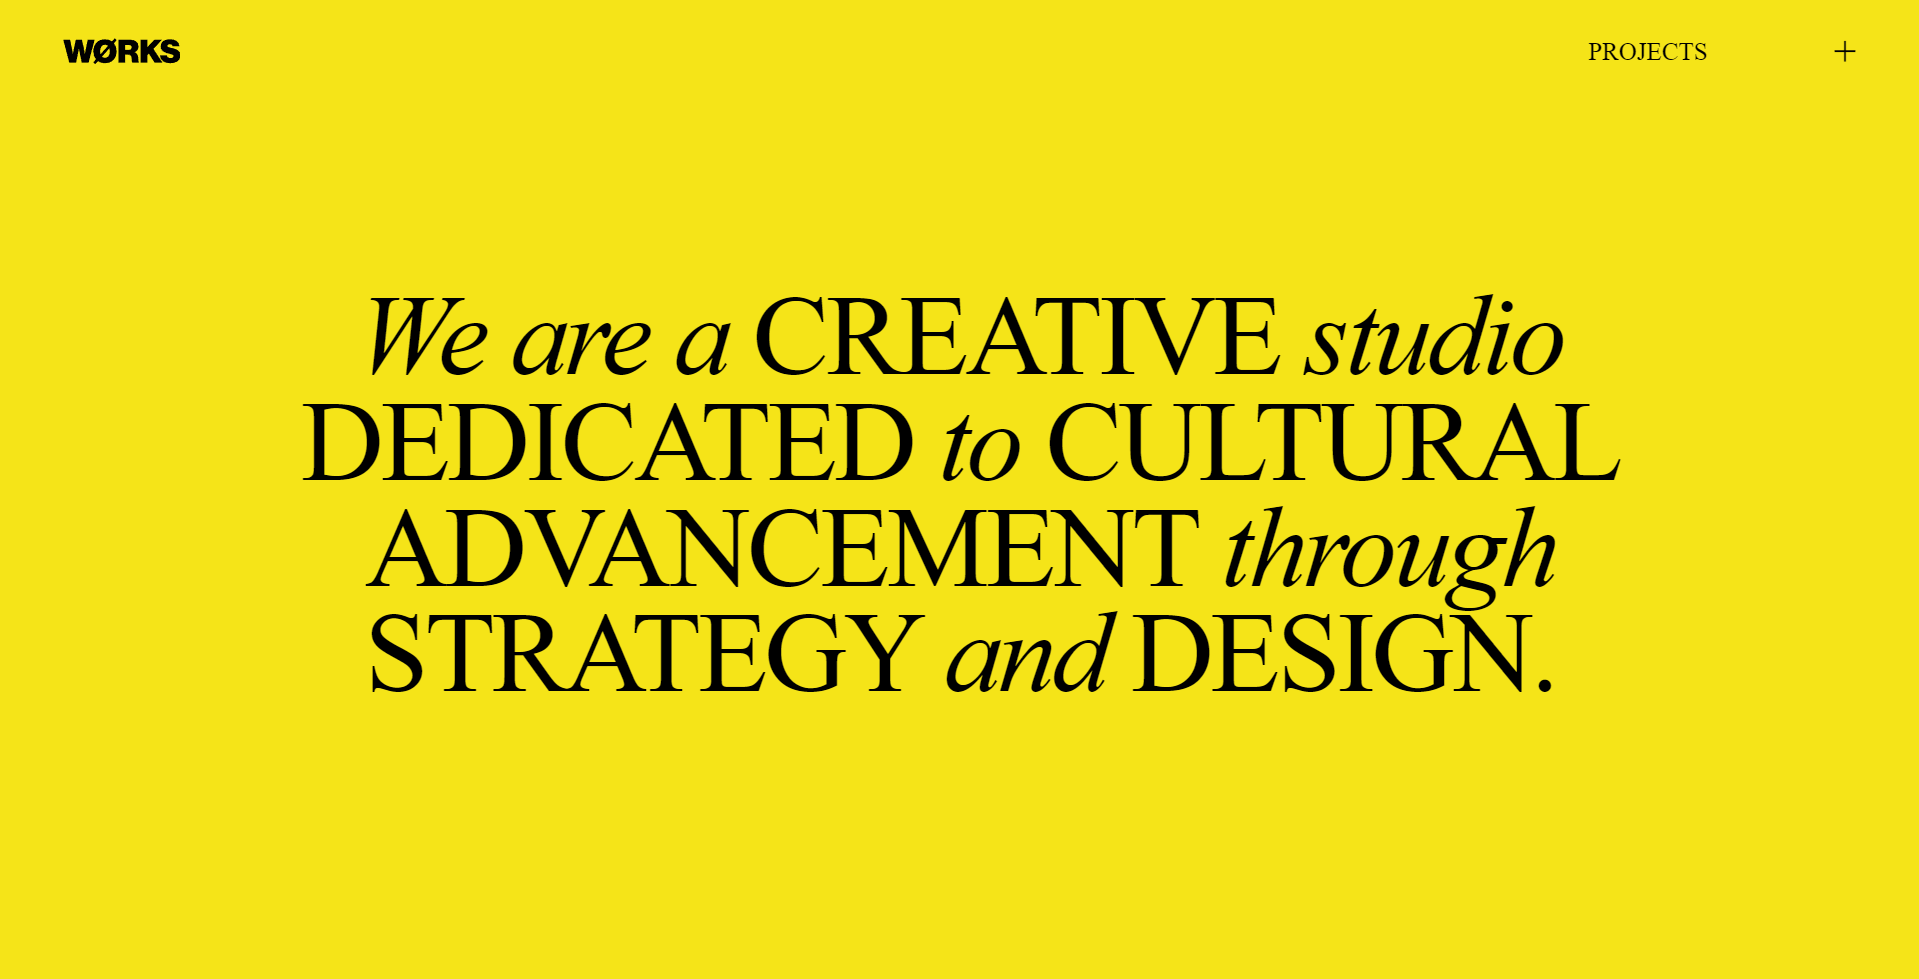 WØRKS
PROJECTS
+
We are a CREATIVE studio
DEDICATED to CULTURAL
ADVANCEMENT through
STRATEGY and DESIGN.